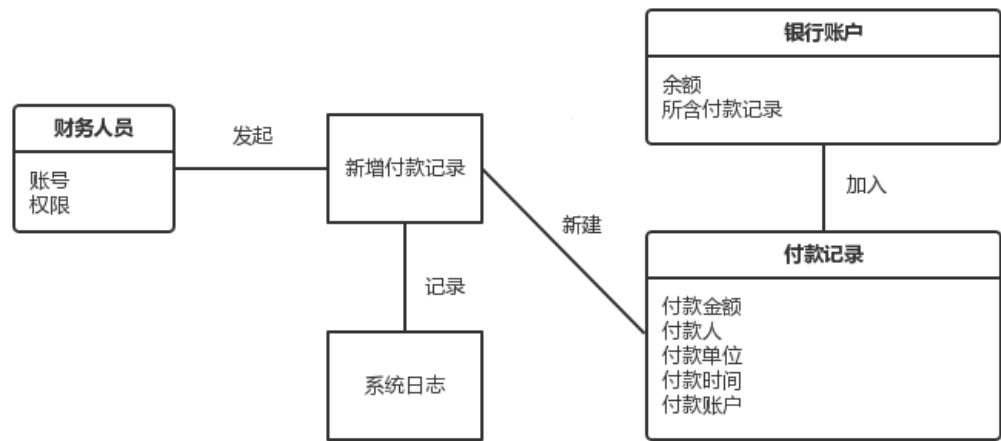 银行账户
余额
所含付款记录
财务人员
账号
权限
发起
新增付款记录
加入
新建
记录
系统日志
付款记录
付款金额
付款人
付款单位
付款时间
付款账户